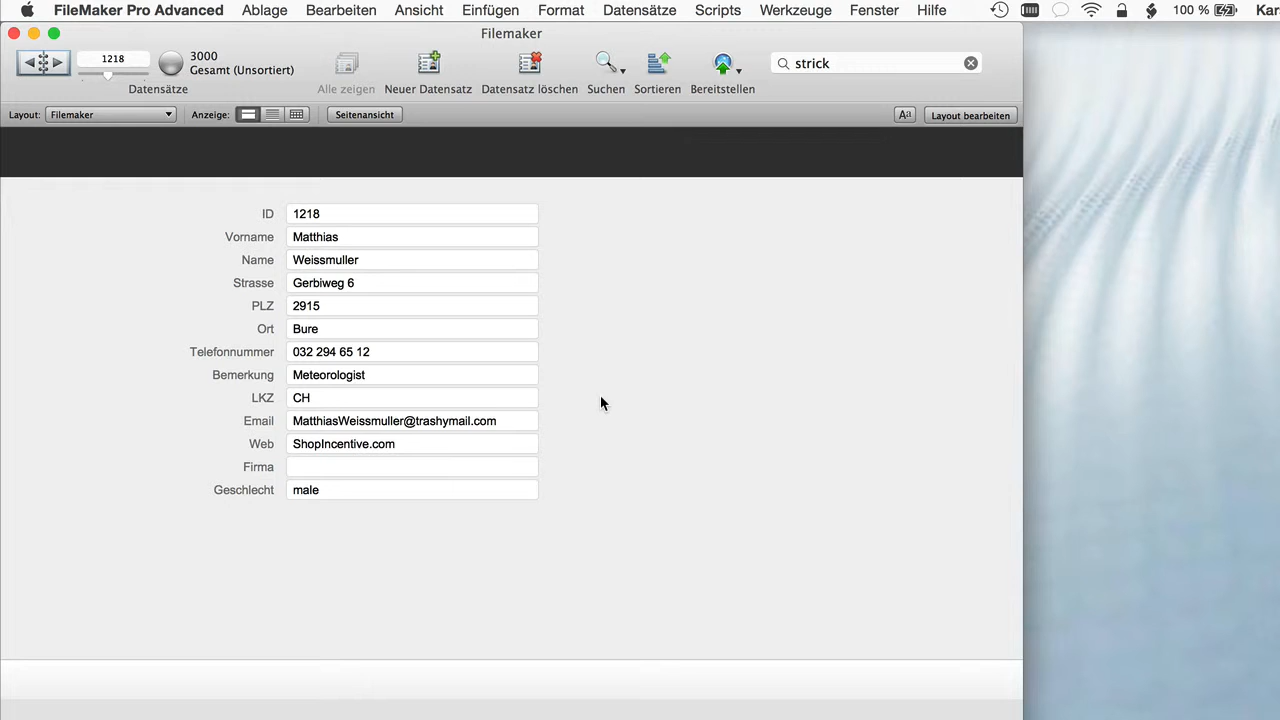 FileMaker Pro Advanced Ablage Bearbeiten Ansicht Einfügen Format Datensätze Scripts Werkzeuge Fenster Hilfe 100 % Kar
Filemaker
1218
3000
Gesamt (Unsortiert)
Datensätze
Alle zeigen Neuer Datensatz Datensatz löschen Suchen Sortieren Bereitstellen
strick
Layout: Filemaker Anzeige: Seitenansicht Aa Layout bearbeiten
ID 1218
Vorname Matthias
Name Weissmuller
Strasse Gerbiweg 6
PLZ 2915
Ort Bure
Telefonnummer 032 294 65 12
Bemerkung Meteorologist
LKZ CH
Email MatthiasWeissmuller@trashymail.com
Web ShopIncentive.com
Firma
Geschlecht male